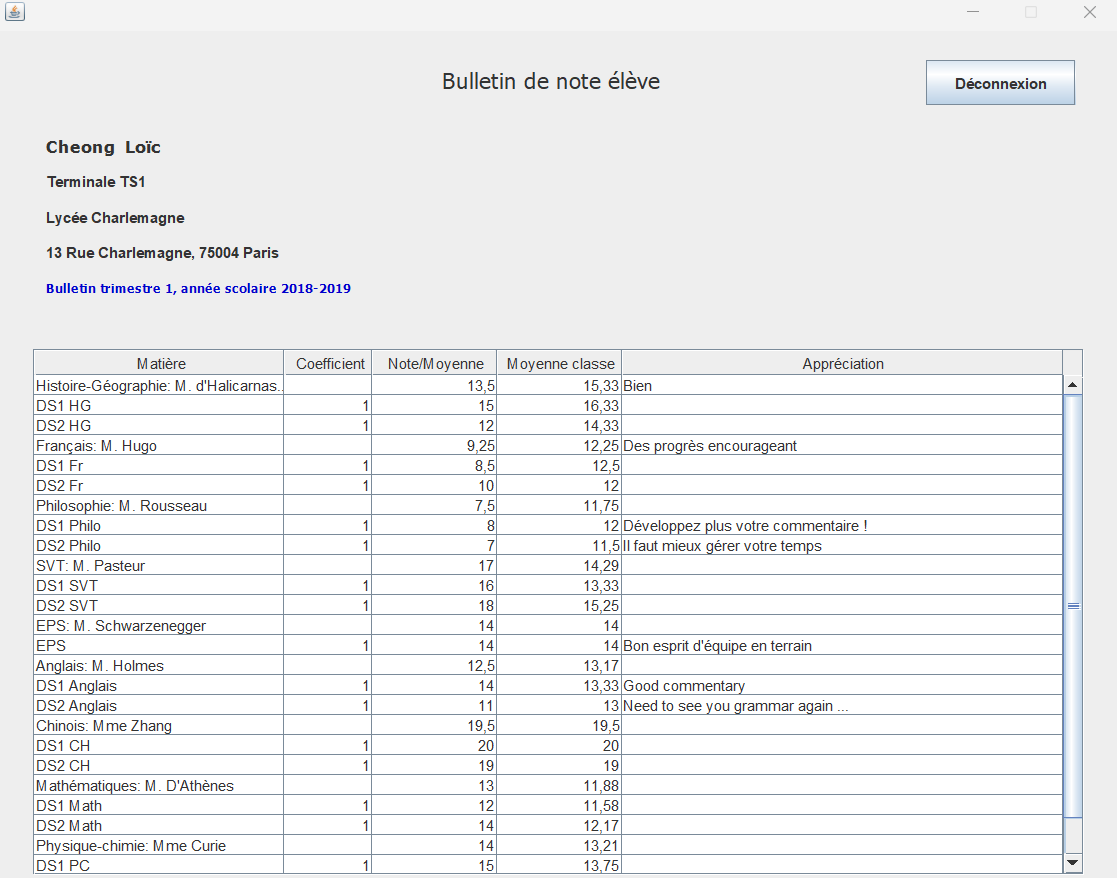 Bulletin de note élève
Déconnexion
Cheong Loïc
Terminale TS1
Lycée Charlemagne
13 Rue Charlemagne, 75004 Paris
Bulletin trimestre 1, année scolaire 2018-2019
Matière Coefficient Note/Moyenne Moyenne classe Appréciation
Histoire-Géographie: M. d'Halicarnas... 13,5 15,33 Bien
DS1 HG 1 15 16,33
DS2 HG 1 12 14,33
Français: M. Hugo 9,25 12,25 Des progrès encourageant
DS1 Fr 1 8,5 12,5
DS2 Fr 1 10 12
Philosophie: M. Rousseau 7,5 11,75
DS1 Philo 1 8 12 Développez plus votre commentaire !
DS2 Philo 1 7 11,5 Il faut mieux gérer votre temps
SVT: M. Pasteur 17 14,29
DS1 SVT 1 16 13,33
DS2 SVT 1 18 15,25
EPS: M. Schwarzenegger 14 14
EPS 1 14 14 Bon esprit d'équipe en terrain
Anglais: M. Holmes 12,5 13,17
DS1 Anglais 1 14 13,33 Good commentary
DS2 Anglais 1 11 13 Need to see you grammar again ...
Chinois: Mme Zhang 19,5 19,5
DS1 CH 1 20 20
DS2 CH 1 19 19
Mathématiques: M. D'Athènes 13 11,88
DS1 Math 1 12 11,58
DS2 Math 1 14 12,17
Physique-chimie: Mme Curie 14 13,21
DS1 PC 1 15 13,75